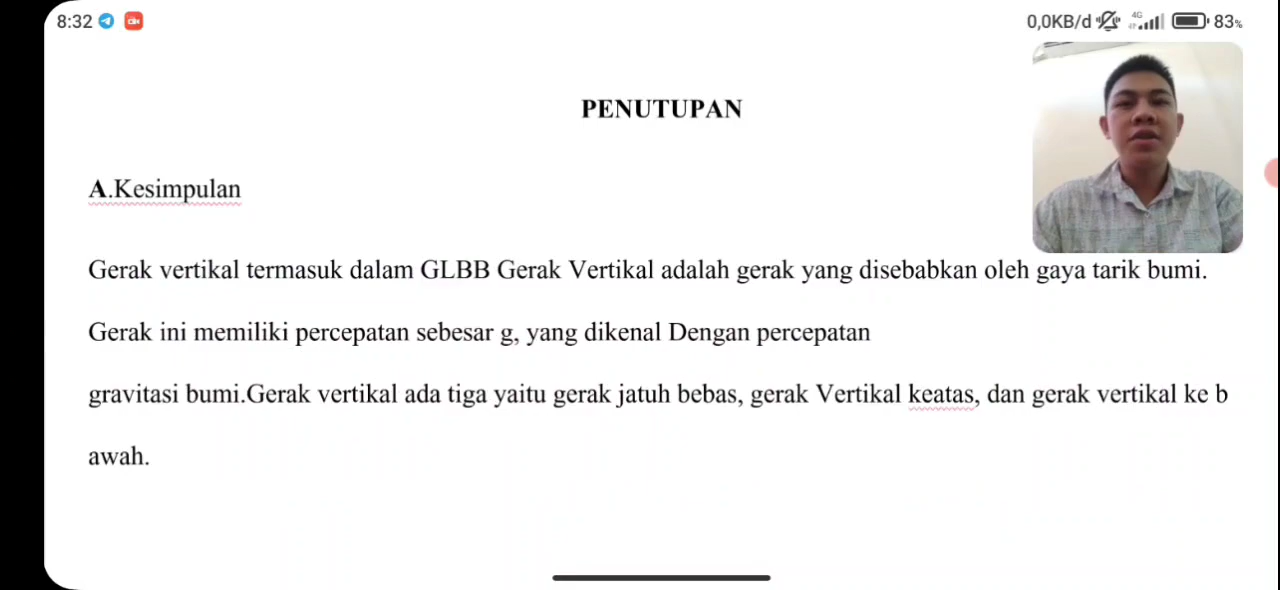 8:32
0,0KB/d
4G
83%
PENUTUPAN
A.Kesimpulan
Gerak vertikal termasuk dalam GLBB Gerak Vertikal adalah gerak yang disebabkan oleh gaya tarik bumi.
Gerak ini memiliki percepatan sebesar g, yang dikenal Dengan percepatan
gravitasi bumi.Gerak vertikal ada tiga yaitu gerak jatuh bebas, gerak Vertikal keatas, dan gerak vertikal ke b
awah.